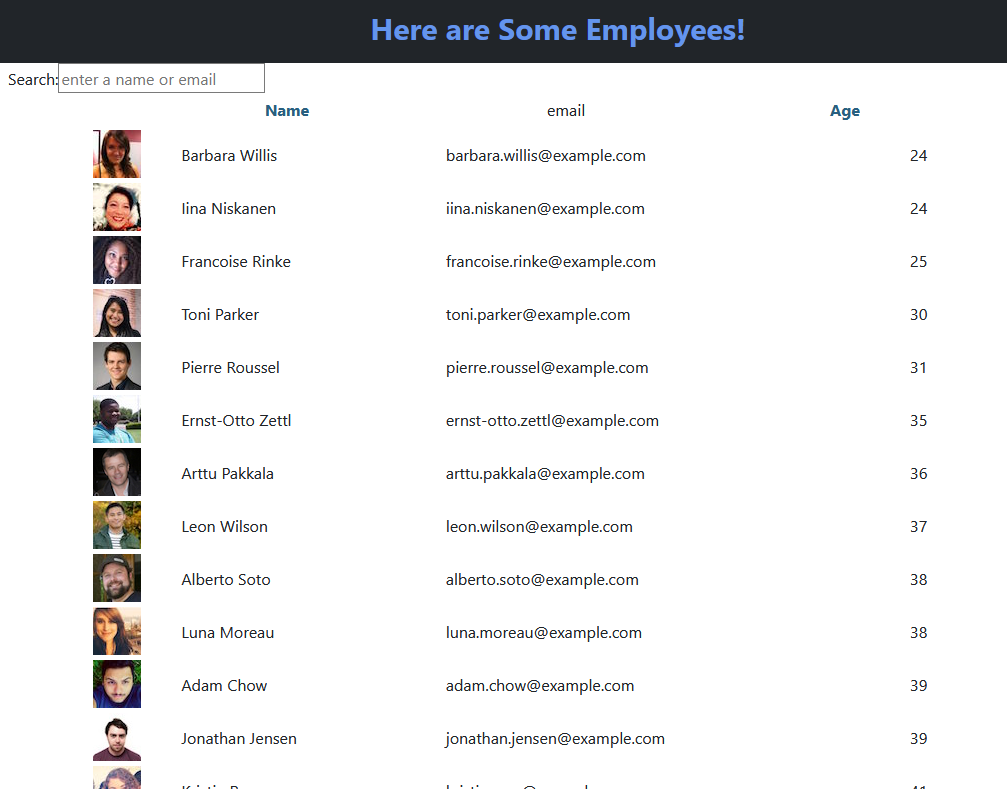 Here are Some Employees!
Search: enter a name or email
Name email Age
Barbara Willis barbara.willis@example.com 24
Iina Niskanen iina.niskanen@example.com 24
Francoise Rinke francoise.rinke@example.com 25
Toni Parker toni.parker@example.com 30
Pierre Roussel pierre.roussel@example.com 31
Ernst-Otto Zettl ernst-otto.zettl@example.com 35
Arttu Pakkala arttu.pakkala@example.com 36
Leon Wilson leon.wilson@example.com 37
Alberto Soto alberto.soto@example.com 38
Luna Moreau luna.moreau@example.com 38
Adam Chow adam.chow@example.com 39
Jonathan Jensen jonathan.jensen@example.com 39